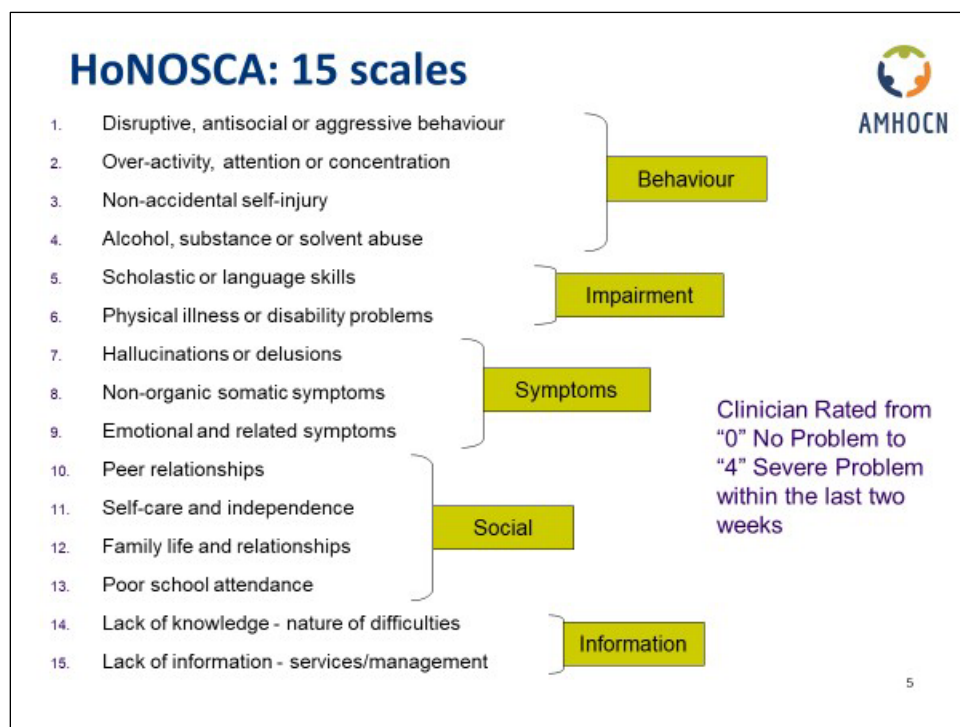 HoNOSCA: 15 scales
AMHOCN
1. Disruptive, antisocial or aggressive behaviour
2. Over-activity, attention or concentration
3. Non-accidental self-injury
4. Alcohol, substance or solvent abuse
Behaviour
5. Scholastic or language skills
6. Physical illness or disability problems
Impairment
7. Hallucinations or delusions
8. Non-organic somatic symptoms
9. Emotional and related symptoms
Symptoms
10. Peer relationships
11. Self-care and independence
12. Family life and relationships
13. Poor school attendance
Social
14. Lack of knowledge - nature of difficulties
15. Lack of information - services/management
Information
Clinician Rated from
“0” No Problem to
“4” Severe Problem
within the last two
weeks
5